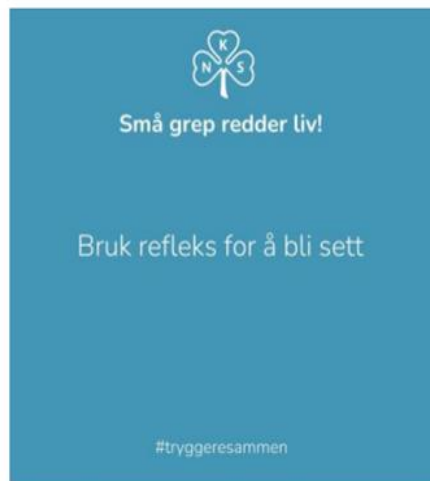 K
N S
Små grep redder liv!
Bruk refleks for å bli sett
#tryggeresammen